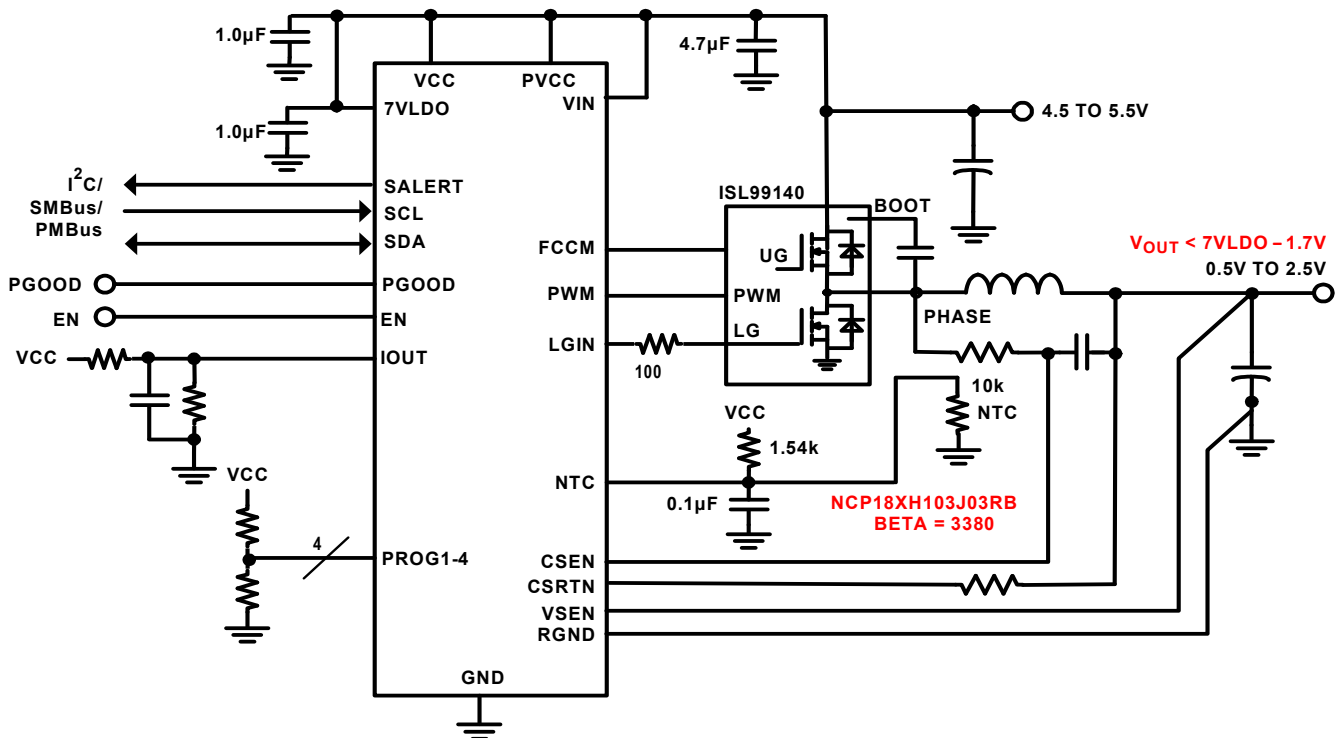 1.0µF
4.7µF
VCC
PVCC
VIN
7VLDO
1.0µF
4.5 TO 5.5V
I²C/
SMBus/
PMBus
SALERT
SCL
SDA
ISL99140
BOOT
FCCM
UG
VOUT < 7VLDO – 1.7V
0.5V TO 2.5V
PGOOD
PGOOD
PWM
PWM
PHASE
EN
EN
LGIN
LG
100
VCC
IOUT
10k
NTC
VCC
1.54k
VCC
NTC
0.1µF
NCP18XH103J03RB
BETA = 3380
4
PROG1-4
CSEN
CSRTN
VSEN
RGND
GND